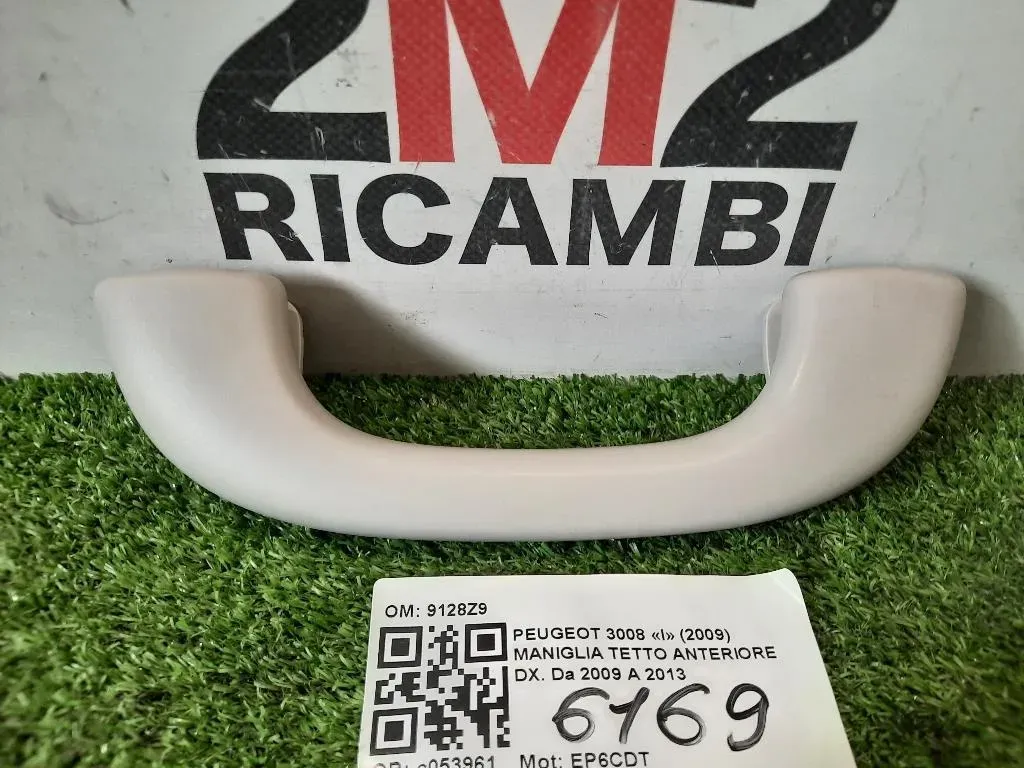 2M2
RICAMBI
OM: 9128Z9
PEUGEOT 3008 «I» (2009)
MANIGLIA TETTO ANTERIORE
DX. Da 2009 A 2013
6169
Mot: EP6CDT